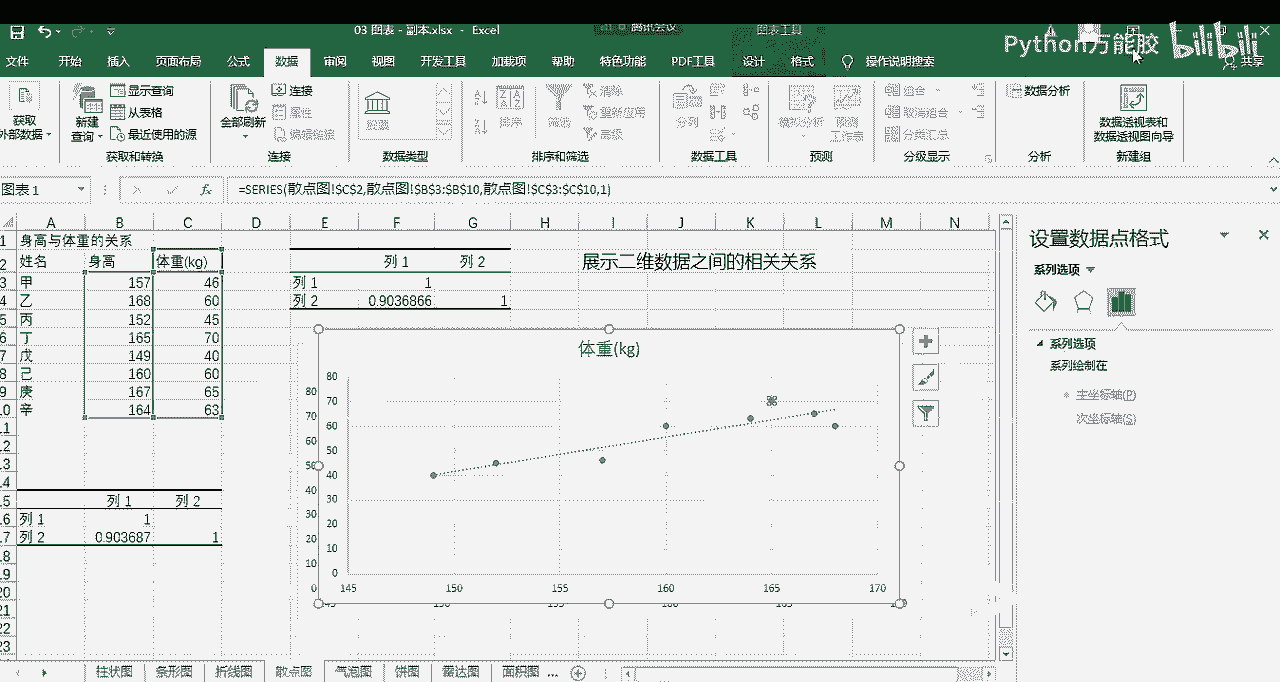 03 图表 - 副本.xlsx - Excel
腾讯会议
图表工具
Python万能胶 bilibili
文件 开始 插入 页面布局 公式 数据 审阅 视图 开发工具 加载项 帮助 特色功能 PDF工具 设计 格式 操作说明搜索 共享
获取
外部数据
新建
查询
显示查询
从表格
最近使用的源
获取和转换
全部刷新
连接
属性
编辑链接
连接
股票
数据类型
排序
筛选
清除
重新应用
高级
排序和筛选
分列
数据工具
模拟分析
预测
工作表
预测
组合
取消组合
分类汇总
分级显示
数据分析
分析
数据透视表和
数据透视图向导
新建组
图表 1
fx
=SERIES(散点图!$C$2,散点图!$B$3:$B$10,散点图!$C$3:$C$10,1)
A B C D E F G H I J K L M N
1 身高与体重的关系
2 姓名 身高 体重(kg)
3 甲 157 46
4 乙 168 60
5 丙 152 45
6 丁 165 70
7 戊 149 40
8 己 160 60
9 庚 167 65
10 辛 164 63
列 1 列 2
列 1 1
列 2 0.9036866 1
展示二维数据之间的相关关系
列 1 列 2
列 1 1
列 2 0.903687 1
体重(kg)
80
70
60
50
40
30
20
10
0
145 150 155 160 165 170
设置数据点格式
系列选项
系列选项
系列绘制在
主坐标轴(P)
次坐标轴(S)
柱状图 条形图 折线图 散点图 气泡图 饼图 雷达图 面积图 ...